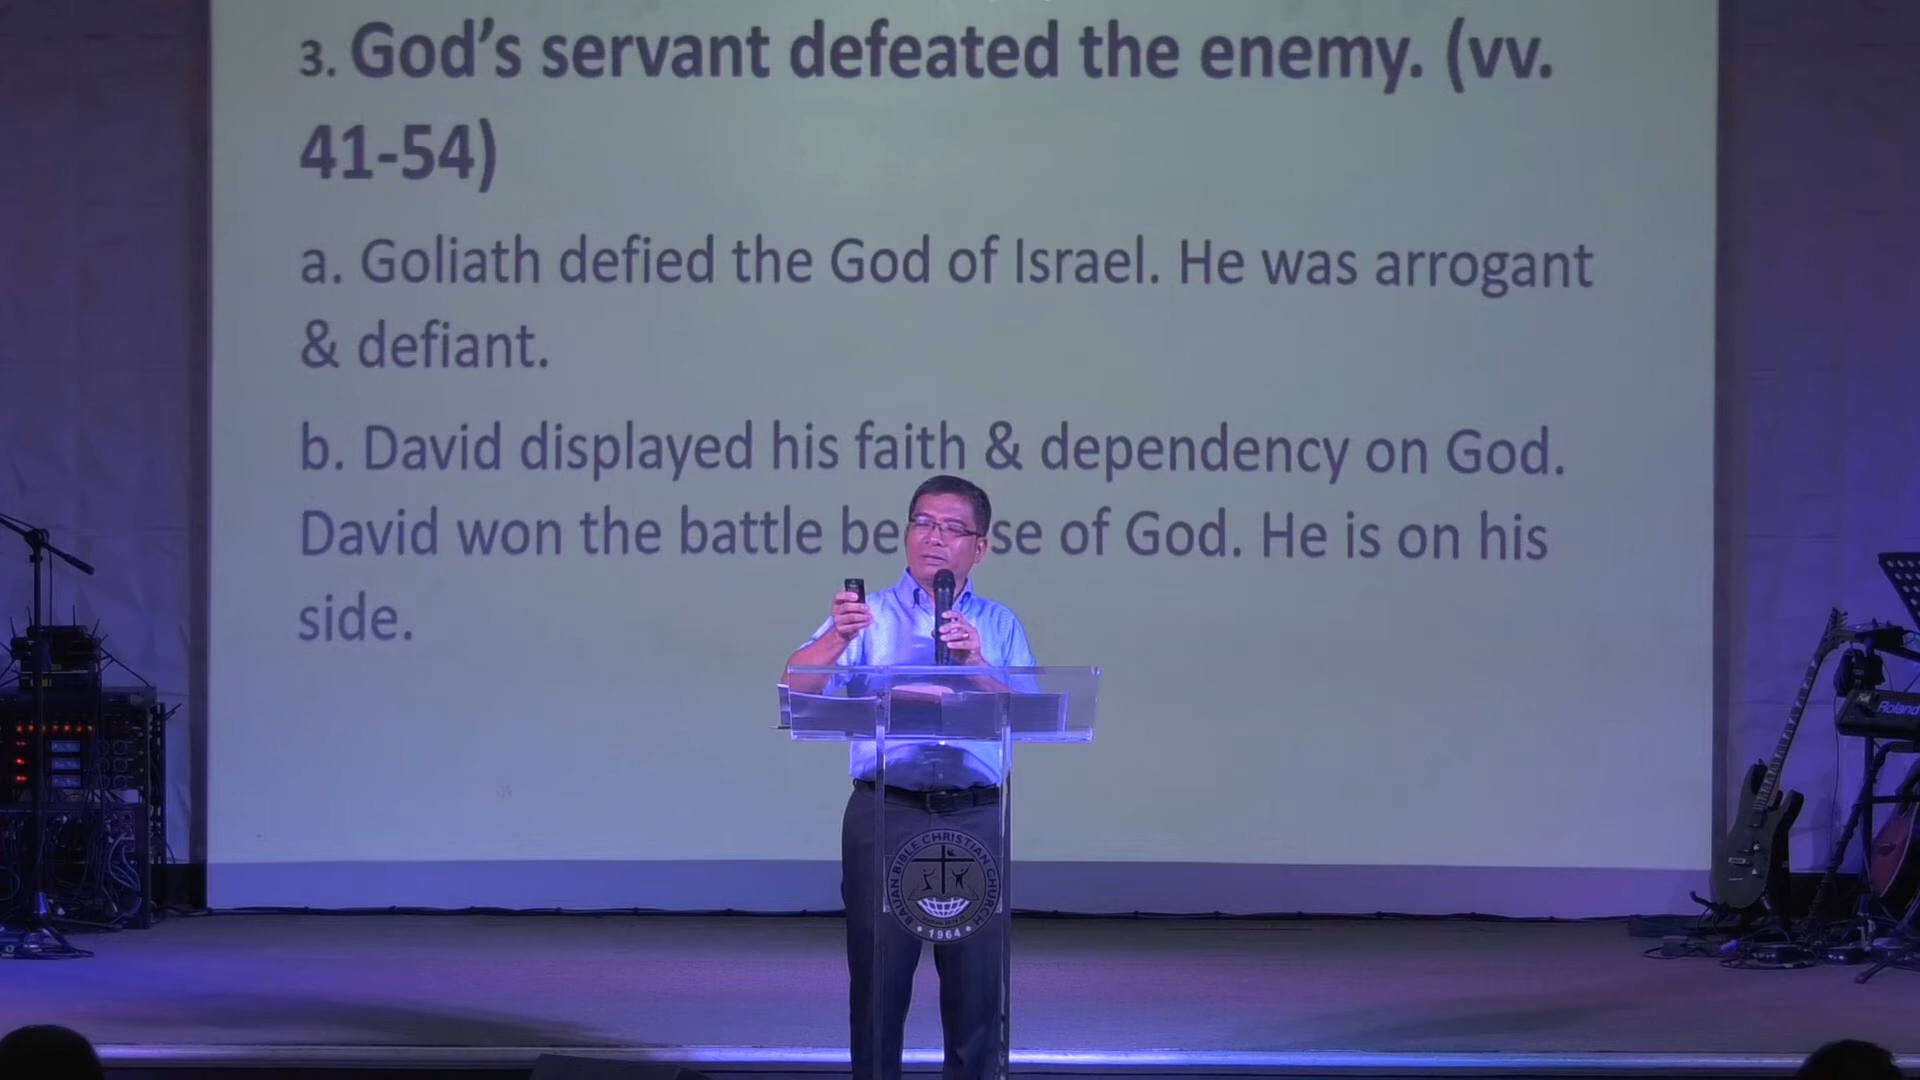 3. God's servant defeated the enemy. (vv.
41-54)
a. Goliath defied the God of Israel. He was arrogant
& defiant.
b. David displayed his faith & dependency on God.
David won the battle be se of God. He is on his
side.
Roland
BAUAN BIBLE CHRISTIAN CHURCH
• 1964 •